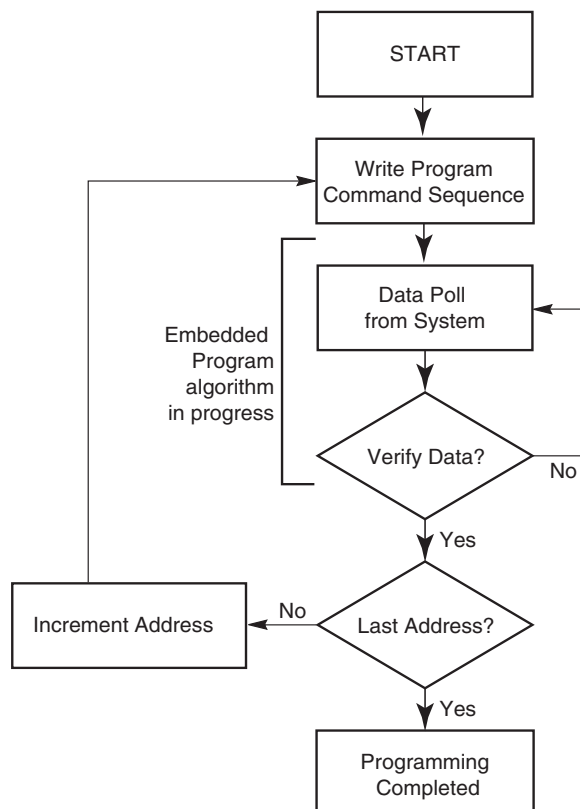 START
Write Program
Command Sequence
Data Poll
from System
Embedded
Program
algorithm
in progress
Verify Data?
No
Yes
Increment Address
No
Last Address?
Yes
Programming
Completed